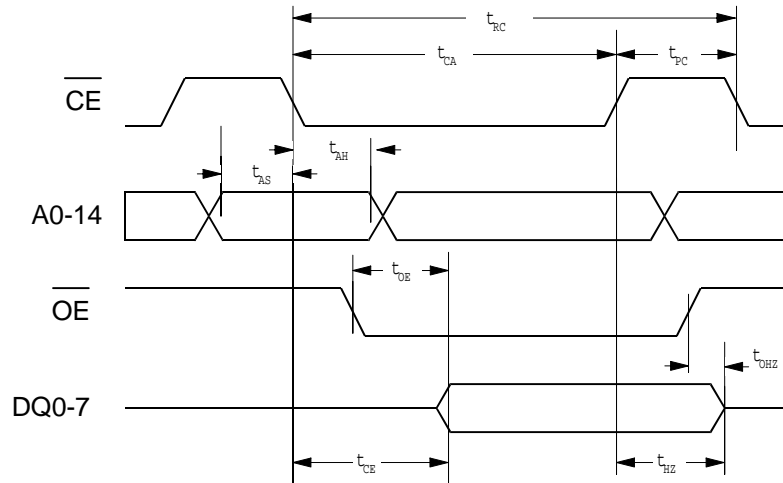 tRC
tCA
tPC
CE
tAH
tAS
A0-14
tOE
OE
tOHZ
DQ0-7
tCE
tHZ